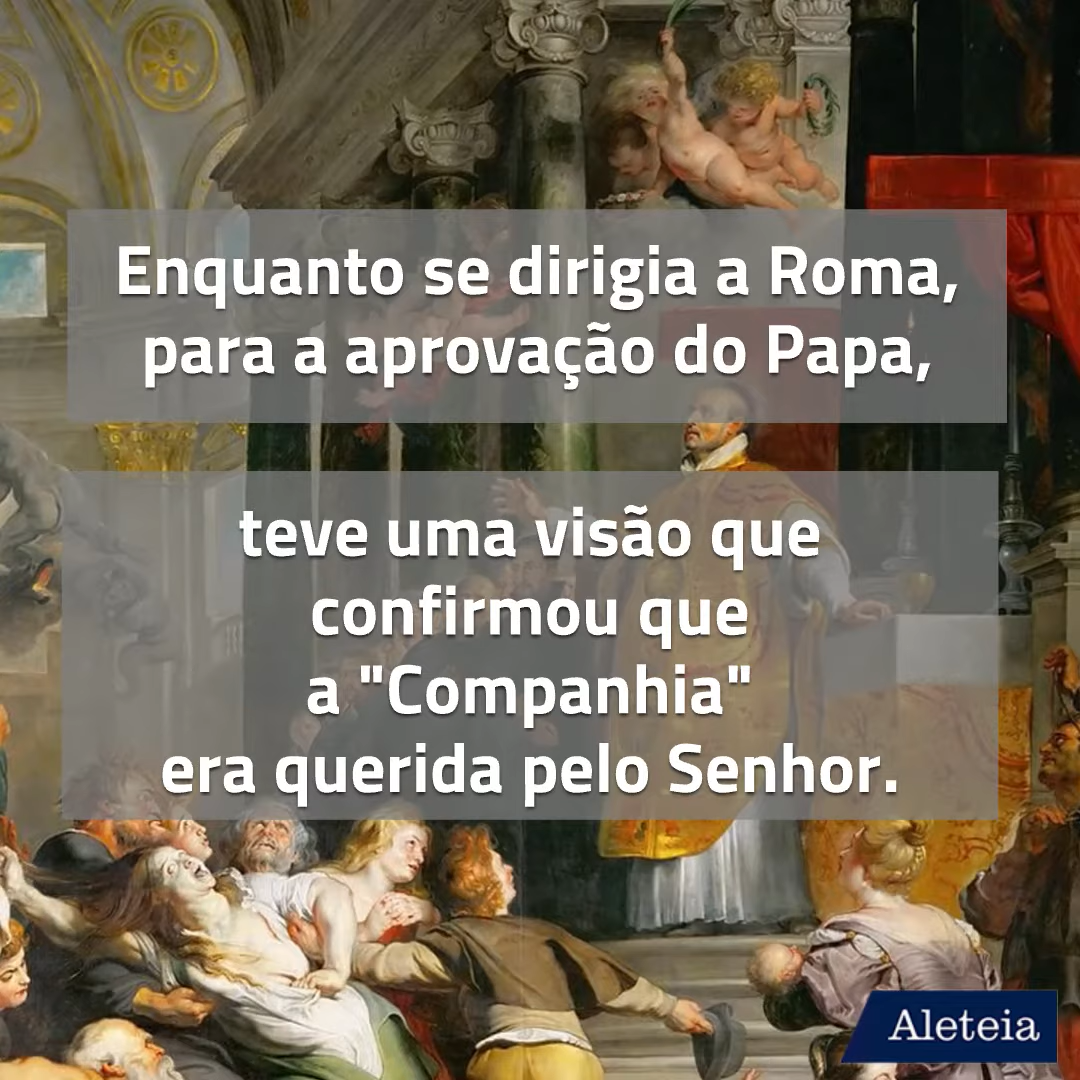 Enquanto se dirigia a Roma,
para a aprovação do Papa,
teve uma visão que
confirmou que
a "Companhia"
era querida pelo Senhor.
Aleteia